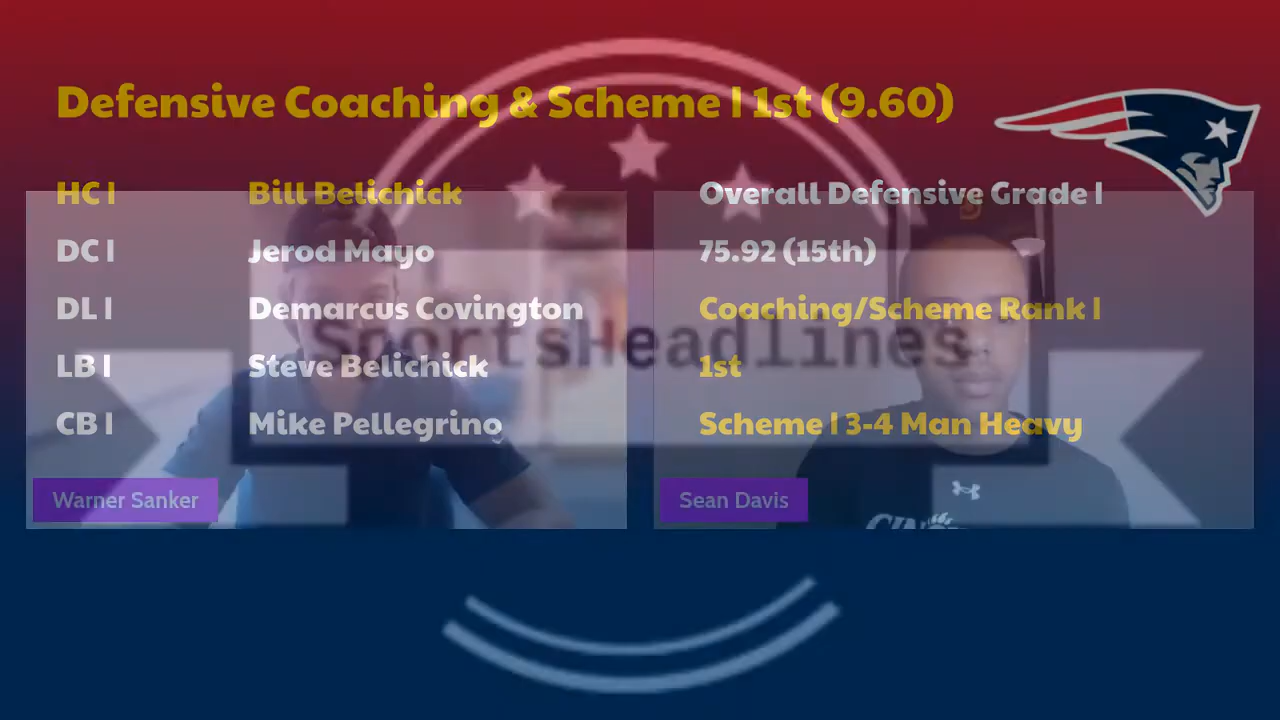 Defensive Coaching & Scheme | 1st (9.60)
HC | Bill Belichick
DC | Jerod Mayo
DL | Demarcus Covington
LB | Steve Belichick
CB | Mike Pellegrino
Overall Defensive Grade |
75.92 (15th)
Coaching/Scheme Rank |
1st
Scheme | 3-4 Man Heavy
SportsHeadlines
Warner Sanker
Sean Davis